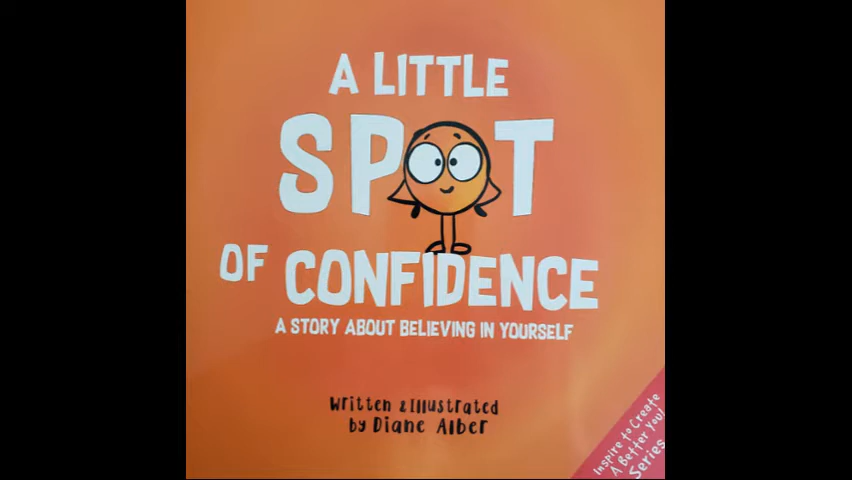 A LITTLE
SPOT
OF CONFIDENCE
A STORY ABOUT BELIEVING IN YOURSELF
Written & Illustrated
by Diane Alber
Inspire to Create
A Better You!
Series